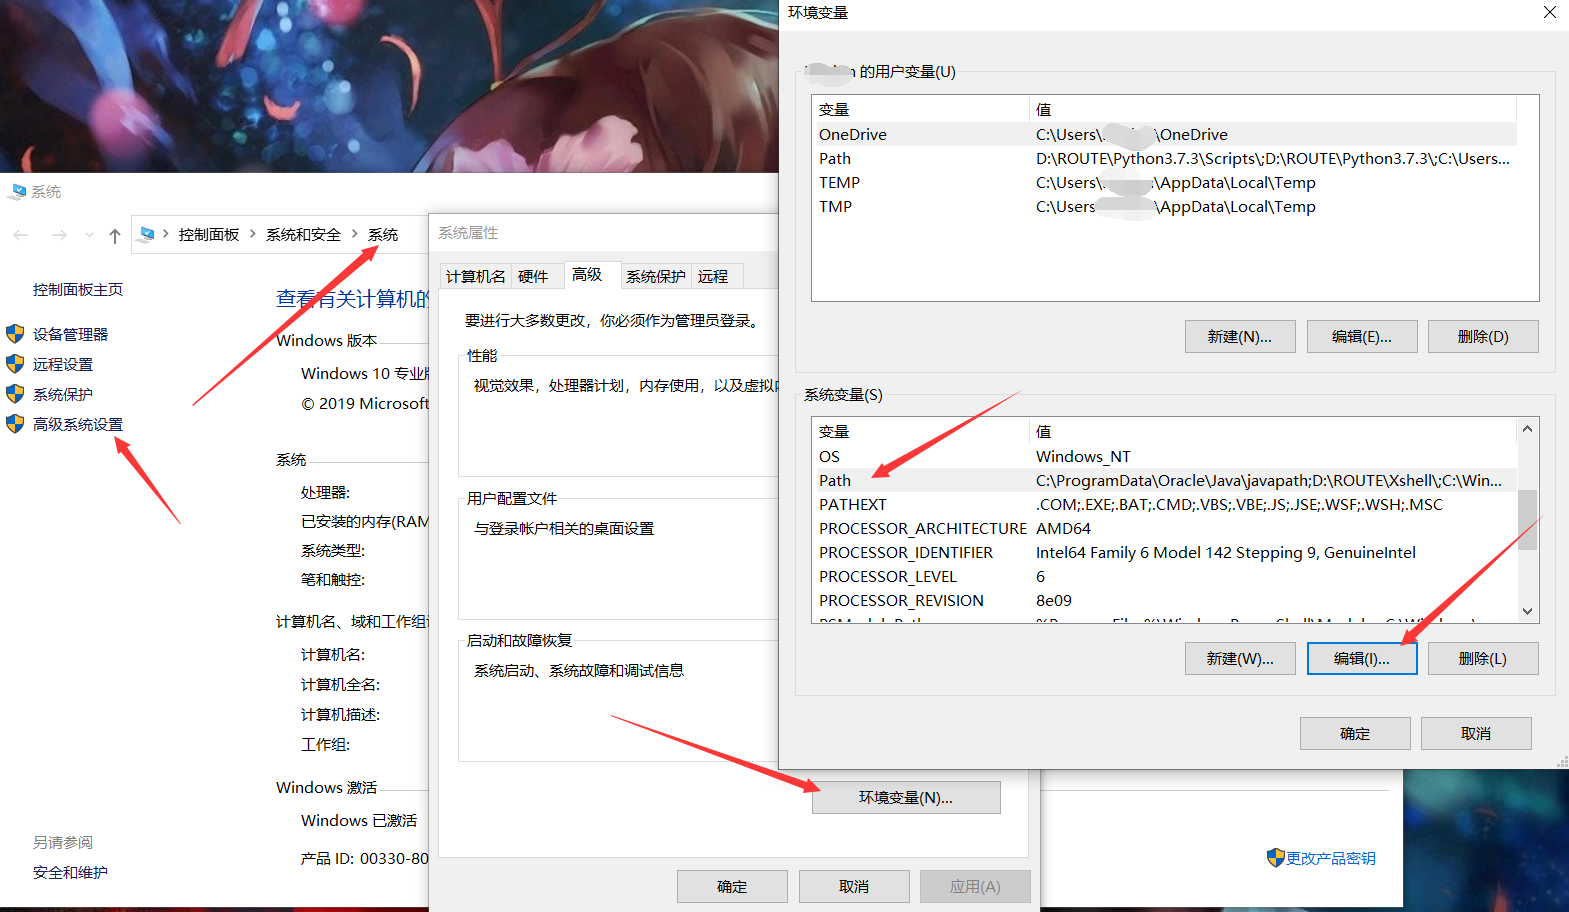 系统
控制面板
系统和安全
系统
控制面板主页
设备管理器
远程设置
系统保护
高级系统设置
另请参阅
安全和维护
查看有关计算机的
Windows 版本
Windows 10 专业版
© 2019 Microsoft
系统
处理器:
已安装的内存(RAM
系统类型:
笔和触控:
计算机名、域和工作组
计算机名:
计算机全名:
计算机描述:
工作组:
Windows 激活
Windows 已激活
产品 ID: 00330-80
更改产品密钥
系统属性
计算机名 硬件 高级 系统保护 远程
要进行大多数更改，你必须作为管理员登录。
性能
视觉效果，处理器计划，内存使用，以及虚拟内
用户配置文件
与登录帐户相关的桌面设置
启动和故障恢复
系统启动、系统故障和调试信息
环境变量(N)...
确定 取消 应用(A)
环境变量
的用户变量(U)
变量 值
OneDrive C:\Users\ \OneDrive
Path D:\ROUTE\Python3.7.3\Scripts\;D:\ROUTE\Python3.7.3\;C:\Users...
TEMP C:\Users\ \AppData\Local\Temp
TMP C:\Users \AppData\Local\Temp
新建(N)... 编辑(E)... 删除(D)
系统变量(S)
变量 值
OS Windows_NT
Path C:\ProgramData\Oracle\Java\javapath;D:\ROUTE\Xshell\;C:\Win...
PATHEXT .COM;.EXE;.BAT;.CMD;.VBS;.VBE;.JS;.JSE;.WSF;.WSH;.MSC
PROCESSOR_ARCHITECTURE AMD64
PROCESSOR_IDENTIFIER Intel64 Family 6 Model 142 Stepping 9, GenuineIntel
PROCESSOR_LEVEL 6
PROCESSOR_REVISION 8e09
新建(W)... 编辑(I)... 删除(L)
确定 取消